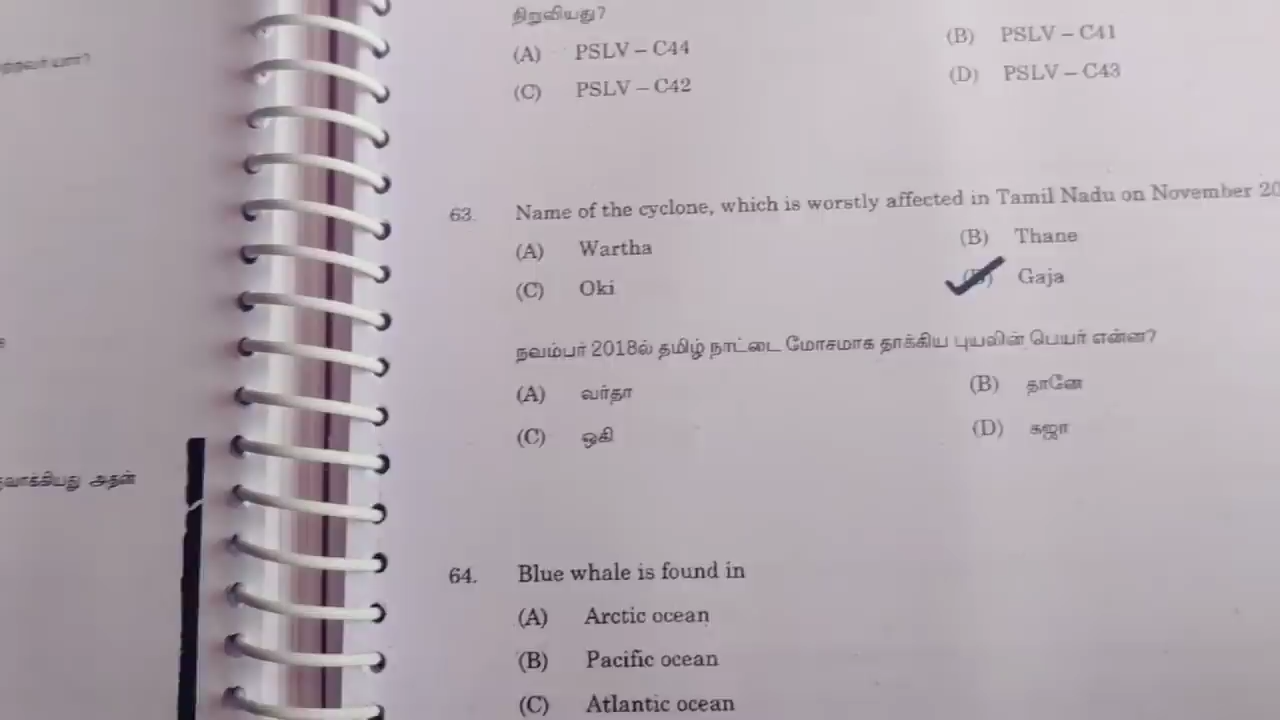 நிறுவியது?
(A) PSLV – C44 (B) PSLV – C41
(C) PSLV – C42 (D) PSLV – C43
63. Name of the cyclone, which is worstly affected in Tamil Nadu on November 20
(A) Wartha (B) Thane
(C) Oki (D) Gaja
நவம்பர் 2018ல் தமிழ் நாட்டை மோசமாக தாக்கிய புயலின் பெயர் என்ன?
(A) வர்தா (B) தானே
(C) ஒகி (D) கஜா
அதன்
64. Blue whale is found in
(A) Arctic ocean
(B) Pacific ocean
(C) Atlantic ocean